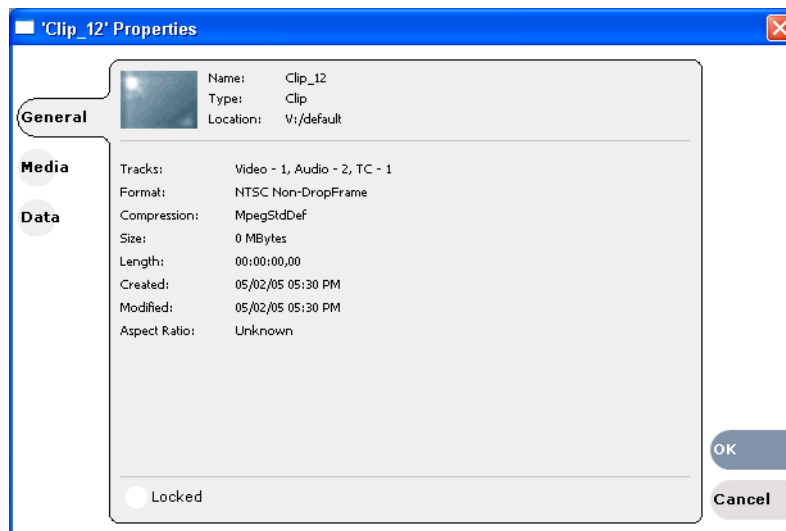 'Clip_12' Properties
General
Media
Data
Name: Clip_12
Type: Clip
Location: V:/default
Tracks: Video - 1, Audio - 2, TC - 1
Format: NTSC Non-DropFrame
Compression: MpegStdDef
Size: 0 MBytes
Length: 00:00:00,00
Created: 05/02/05 05:30 PM
Modified: 05/02/05 05:30 PM
Aspect Ratio: Unknown
Locked
OK
Cancel